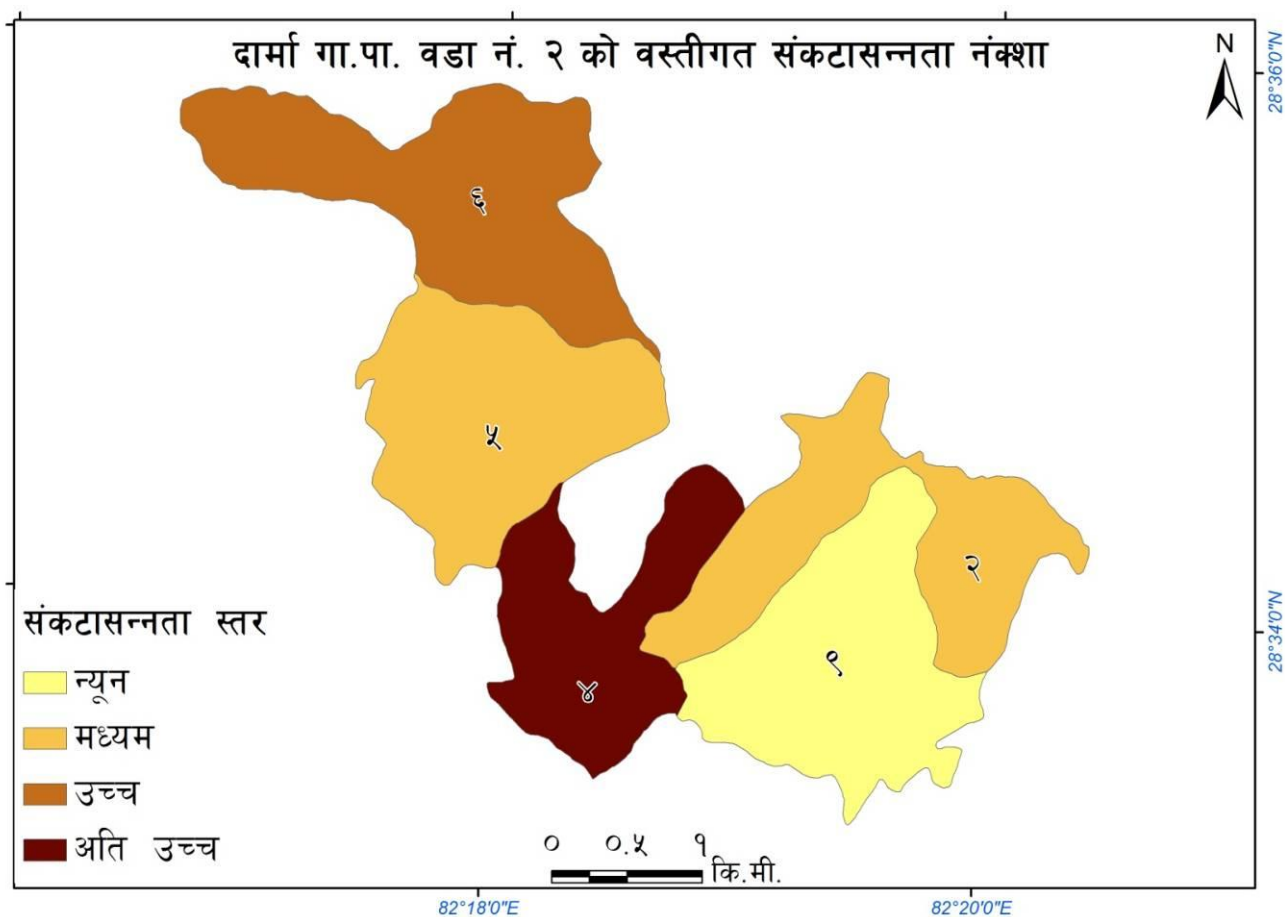 दार्मा गा.पा. वडा नं. २ को वस्तीगत संकटासन्नता नंक्शा
N
28°36'0"N
६
५
२
28°34'0"N
१
४
संकटासन्नता स्तर
न्यून
मध्यम
उच्च
अति उच्च
० ०.५ १
कि.मी.
82°18'0"E 82°20'0"E